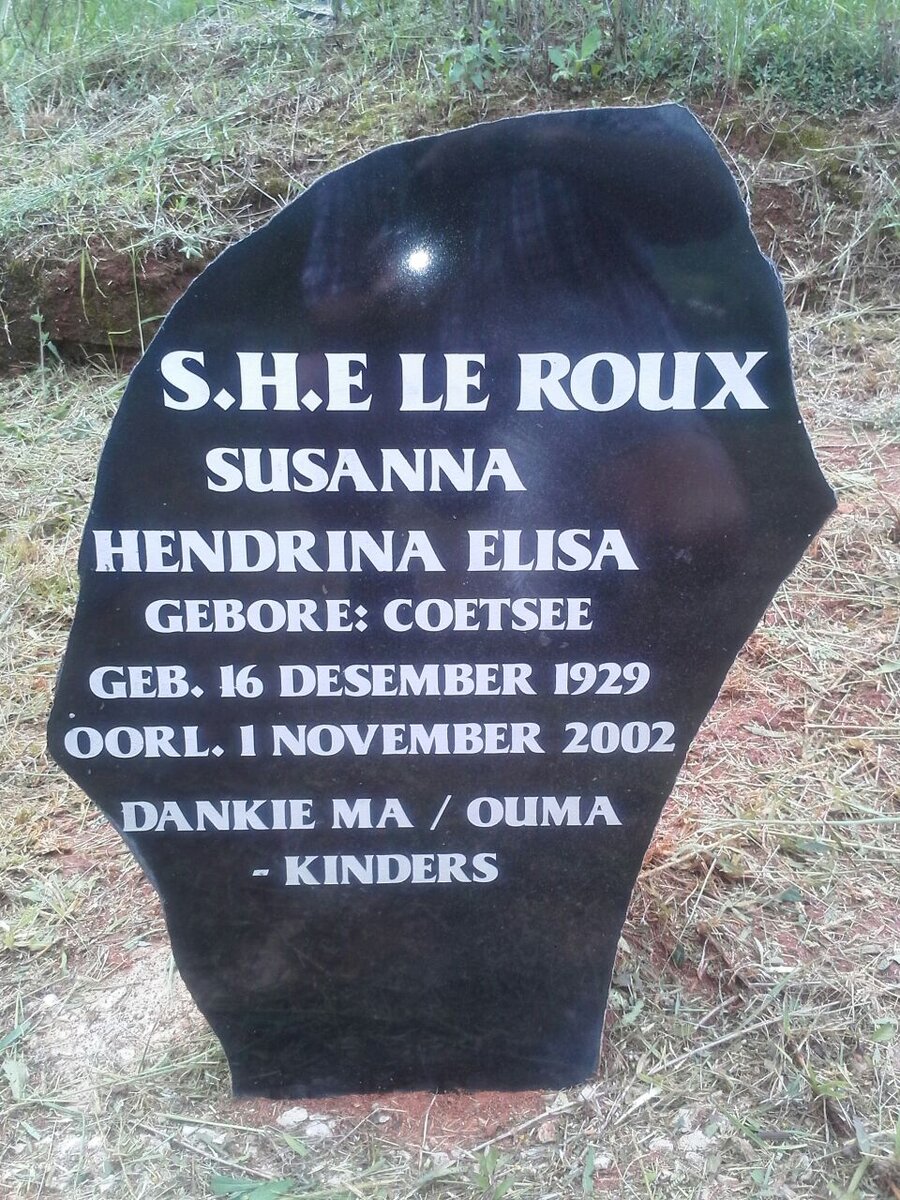 S.H.E LE ROUX
SUSANNA
HENDRINA ELISA
GEBORE: COETSEE
GEB. 16 DESEMBER 1929
OORL. 1 NOVEMBER 2002
DANKIE MA / OUMA
- KINDERS